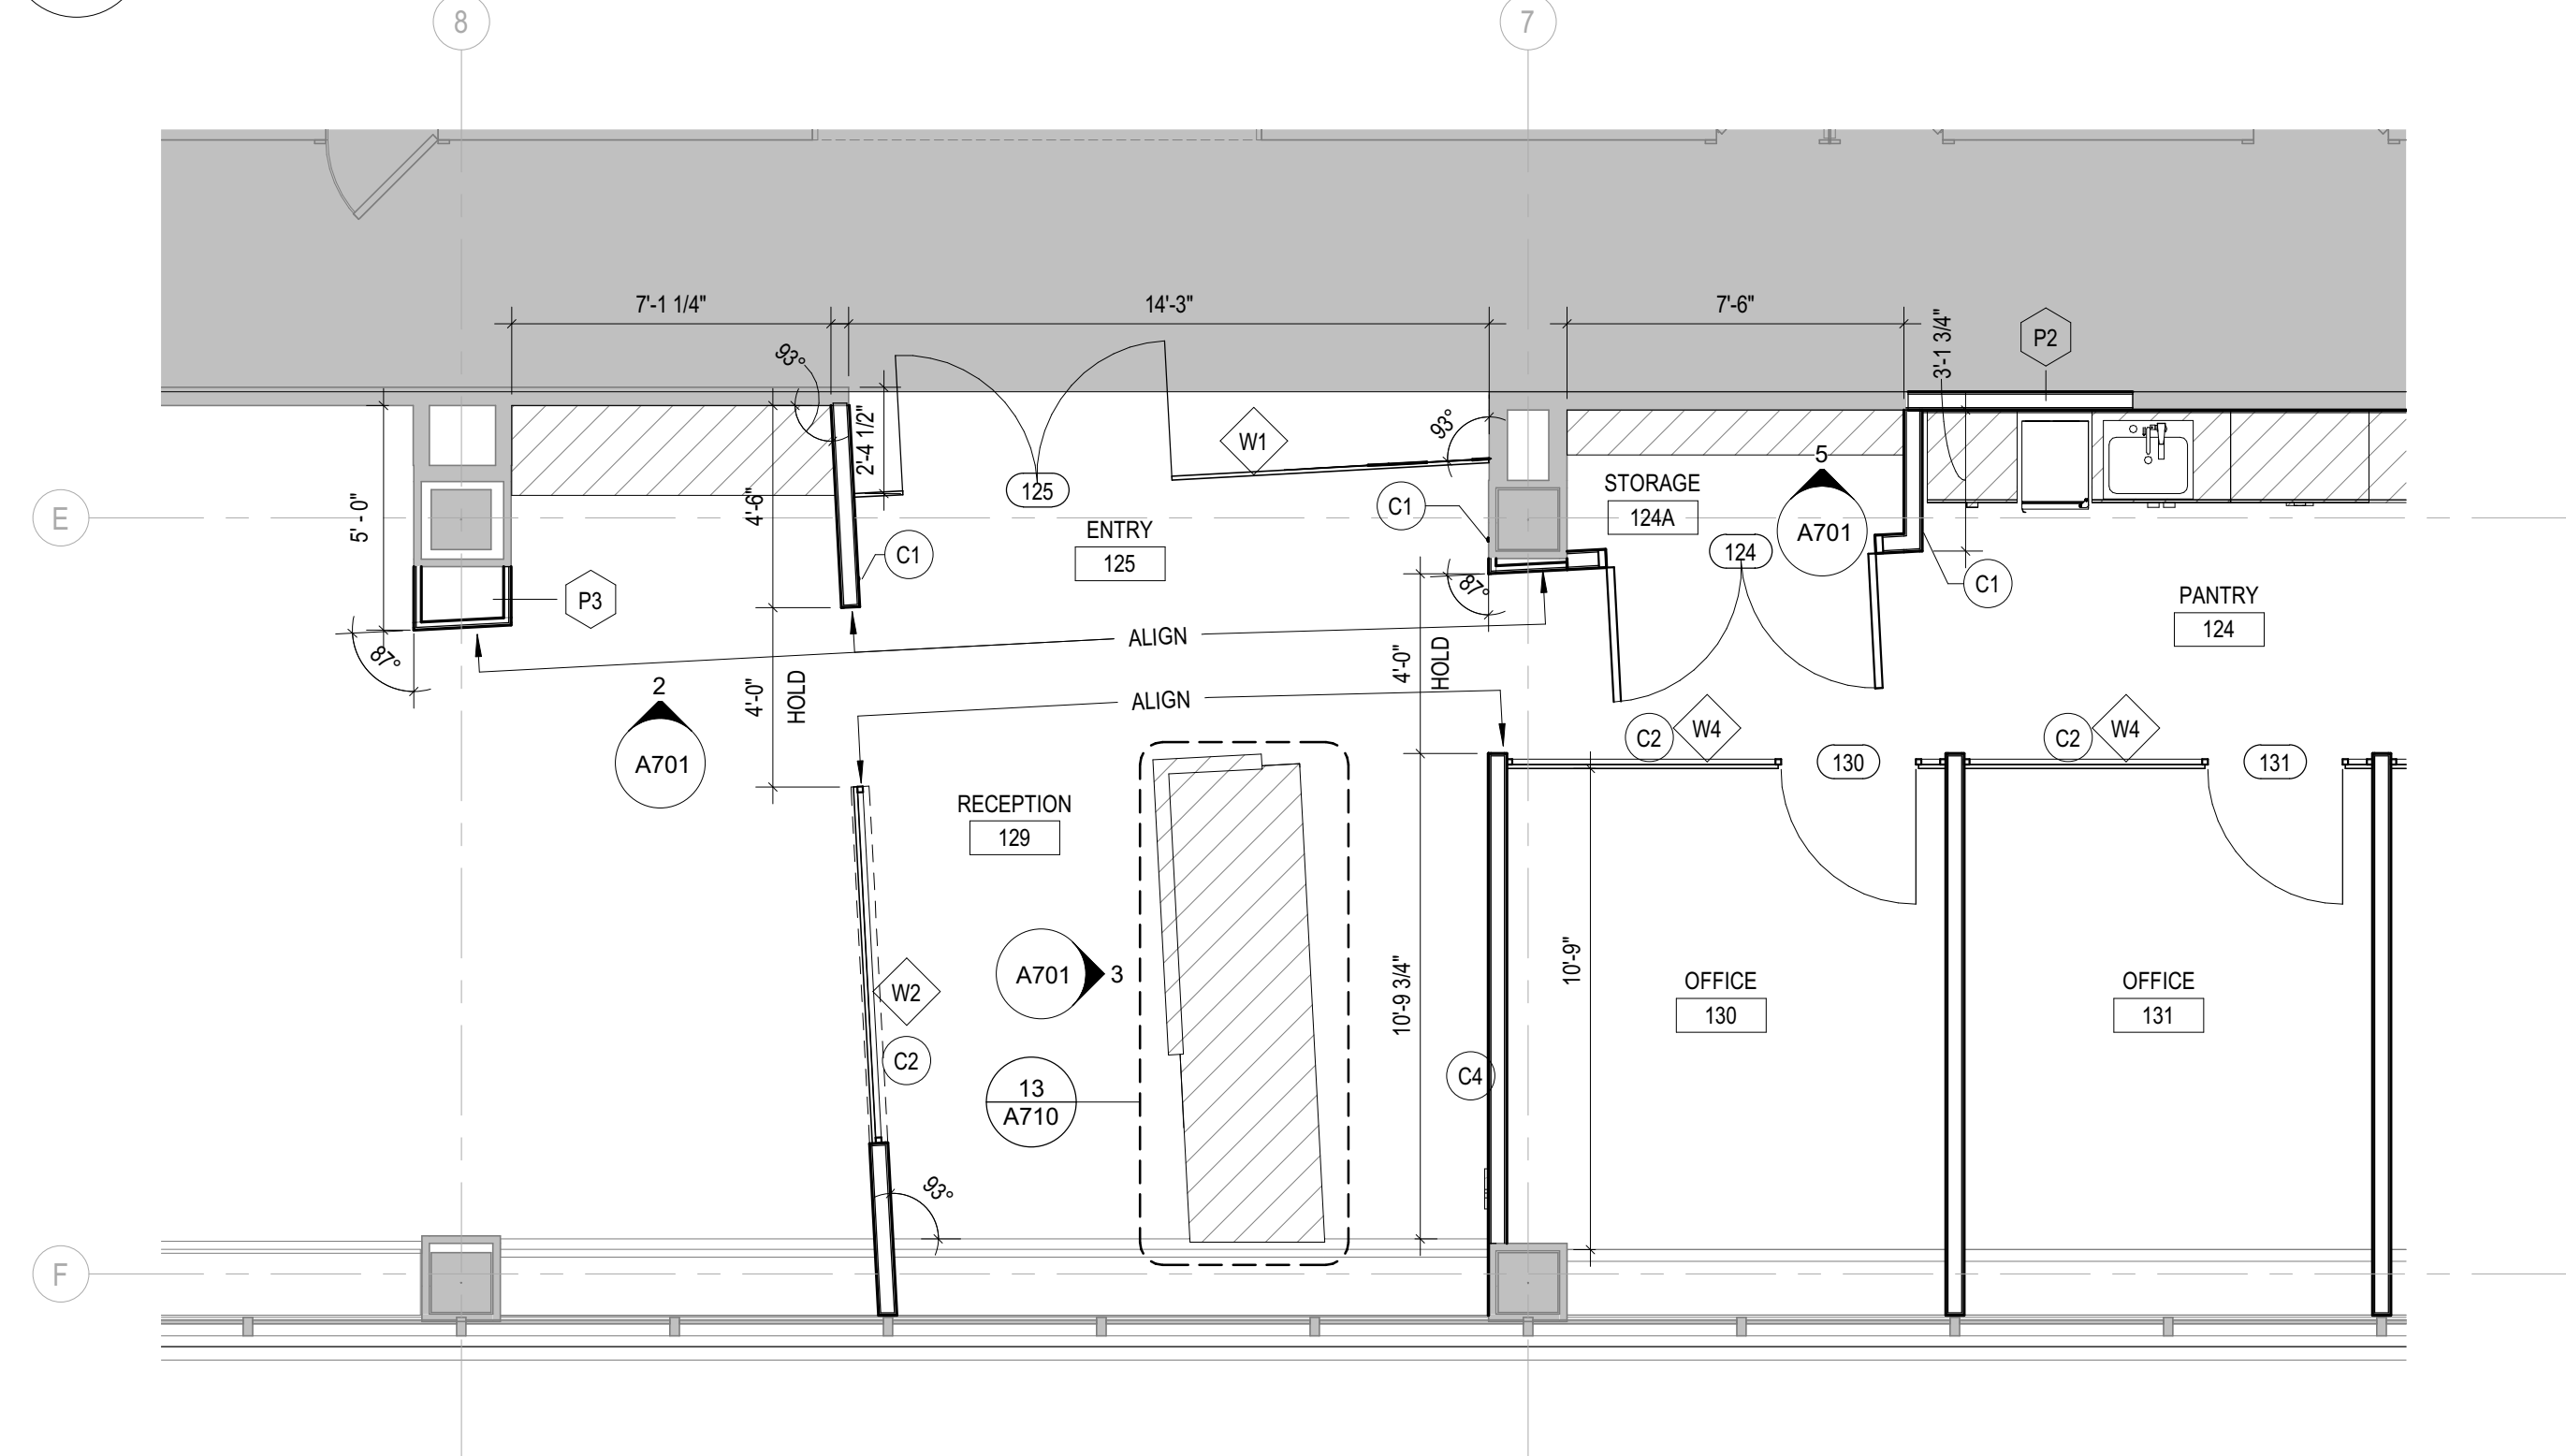 8
7
7'-1 1/4"
14'-3"
7'-6"
3'-1 3/4"
P2
93°
2'-4 1/2"
W1
93°
5
A701
125
C1
STORAGE
124A
E
5' - 0"
4'-6"
ENTRY
125
C1
124
C1
P3
87°
87°
PANTRY
124
ALIGN
4'-0"
HOLD
4'-0"
HOLD
ALIGN
2
A701
C2
W4
C2
W4
130
131
RECEPTION
129
A701
3
W2
C2
10'-9 3/4"
10'-9"
OFFICE
130
OFFICE
131
C4
13
A710
93°
F